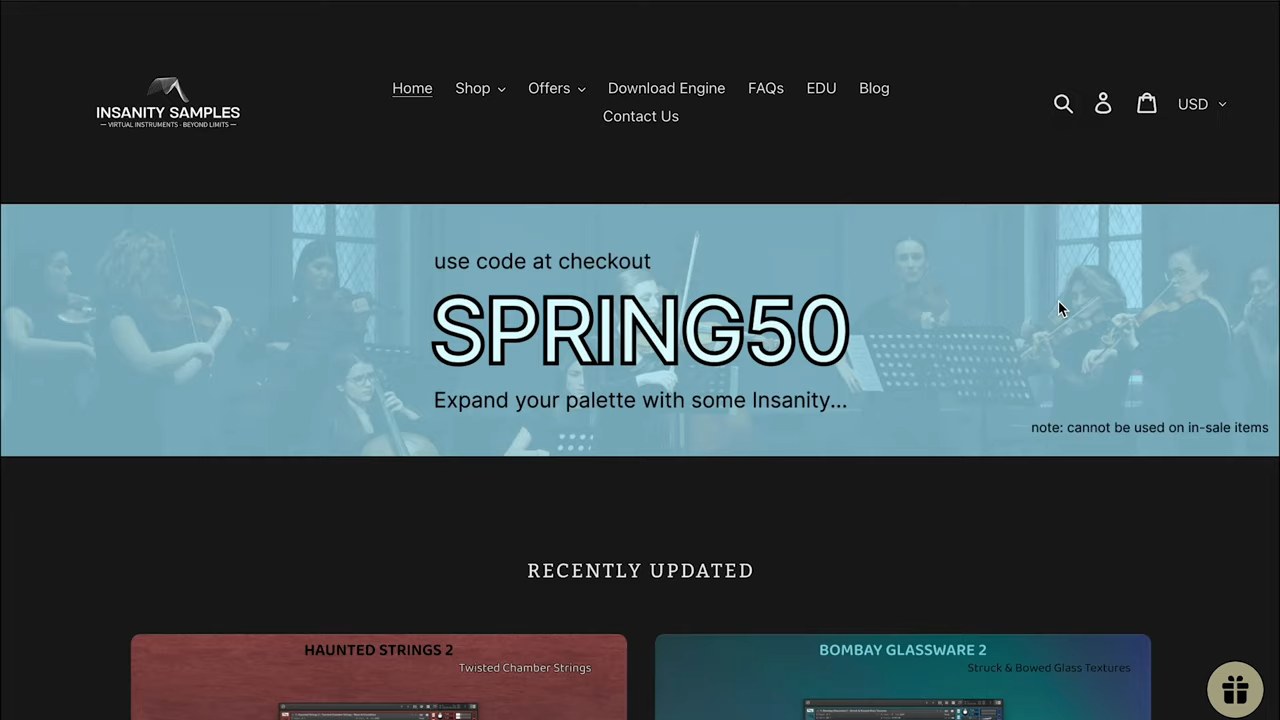 INSANITY SAMPLES
VIRTUAL INSTRUMENTS · BEYOND LIMITS
Home
Shop
Offers
Download Engine
FAQs
EDU
Blog
Contact Us
USD
use code at checkout
SPRING50
Expand your palette with some Insanity...
note: cannot be used on in-sale items
RECENTLY UPDATED
HAUNTED STRINGS 2
Twisted Chamber Strings
BOMBAY GLASSWARE 2
Struck & Bowed Glass Textures